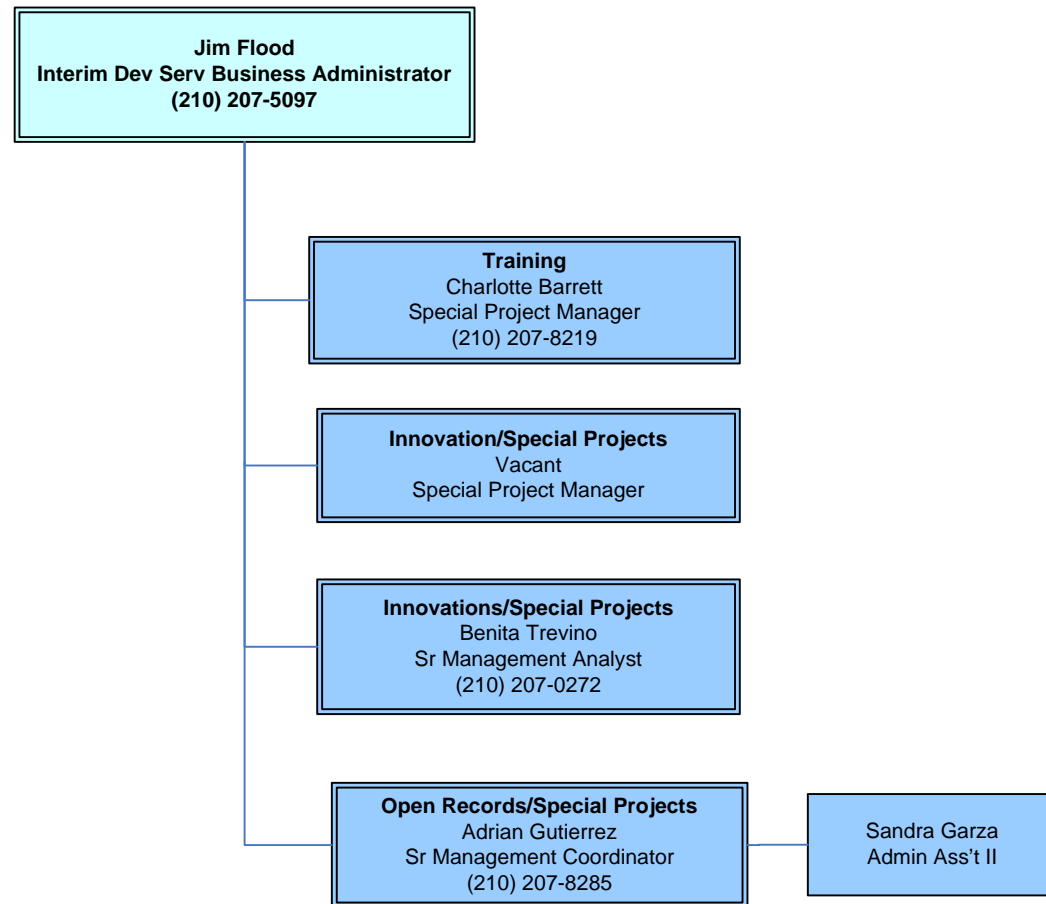 Jim Flood
Interim Dev Serv Business Administrator
(210) 207-5097
Training
Charlotte Barrett
Special Project Manager
(210) 207-8219
Innovation/Special Projects
Vacant
Special Project Manager
Innovations/Special Projects
Benita Trevino
Sr Management Analyst
(210) 207-0272
Open Records/Special Projects
Adrian Gutierrez
Sr Management Coordinator
(210) 207-8285
Sandra Garza
Admin Ass’t II